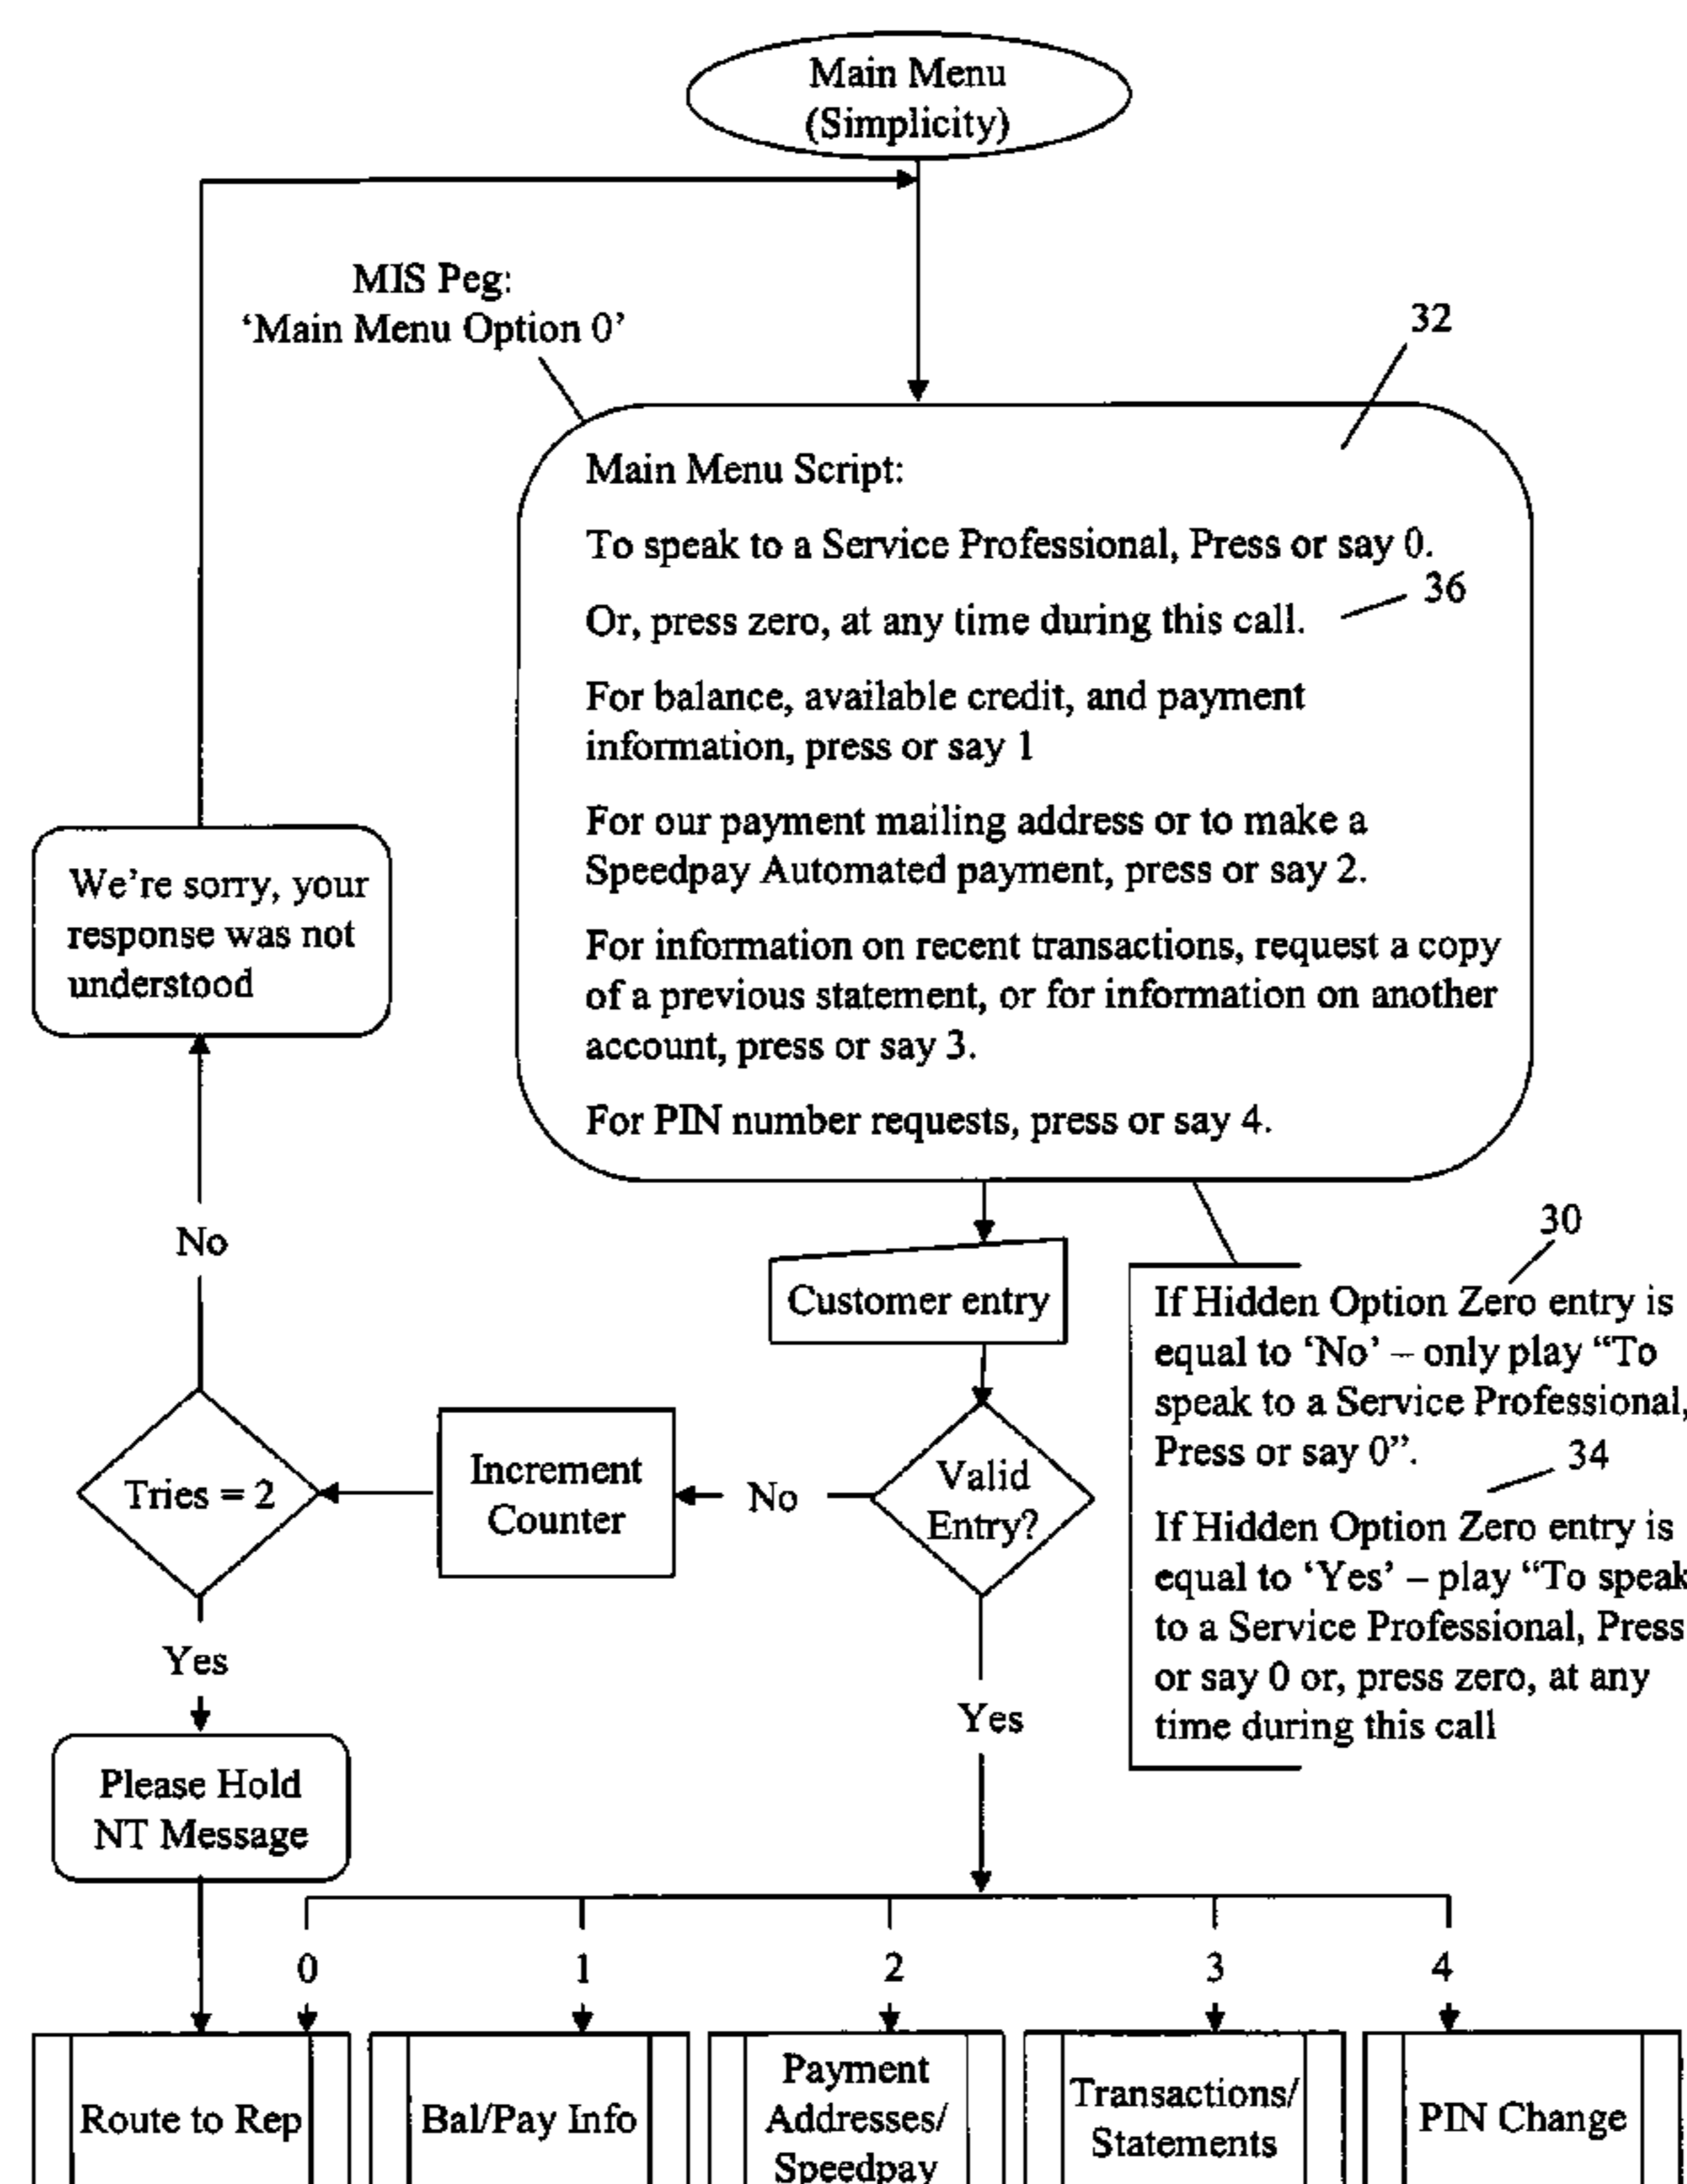 Main Menu
(Simplicity)
MIS Peg:
‘Main Menu Option 0’
32
Main Menu Script:
To speak to a Service Professional, Press or say 0.
36
Or, press zero, at any time during this call.
For balance, available credit, and payment
information, press or say 1
For our payment mailing address or to make a
Speedpay Automated payment, press or say 2.
For information on recent transactions, request a copy
of a previous statement, or for information on another
account, press or say 3.
For PIN number requests, press or say 4.
We’re sorry, your
response was not
understood
No
Customer entry
30
If Hidden Option Zero entry is
equal to ‘No’ – only play “To
speak to a Service Professional,
Press or say 0”.
34
If Hidden Option Zero entry is
equal to ‘Yes’ – play “To speak
to a Service Professional, Press
or say 0 or, press zero, at any
time during this call
Valid
Entry?
No
Increment
Counter
Tries = 2
Yes
Yes
Please Hold
NT Message
0
1
2
3
4
Route to Rep
Bal/Pay Info
Payment
Addresses/
Speedpay
Transactions/
Statements
PIN Change